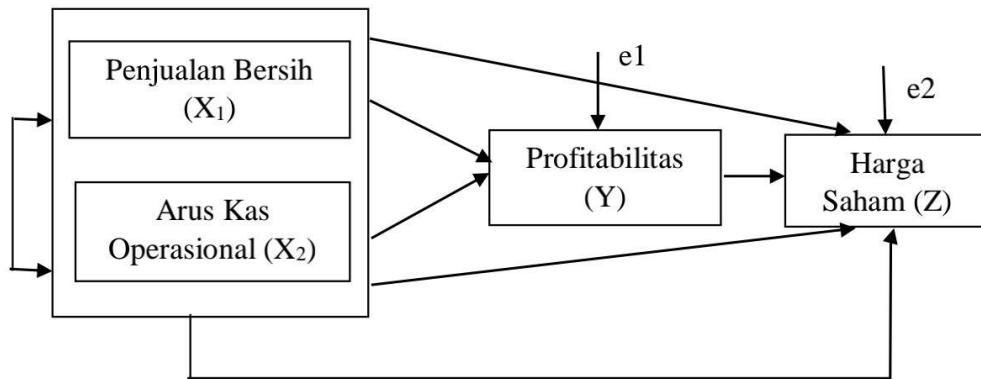 Penjualan Bersih
(X₁)
Arus Kas
Operasional (X₂)
e1
Profitabilitas
(Y)
e2
Harga
Saham (Z)